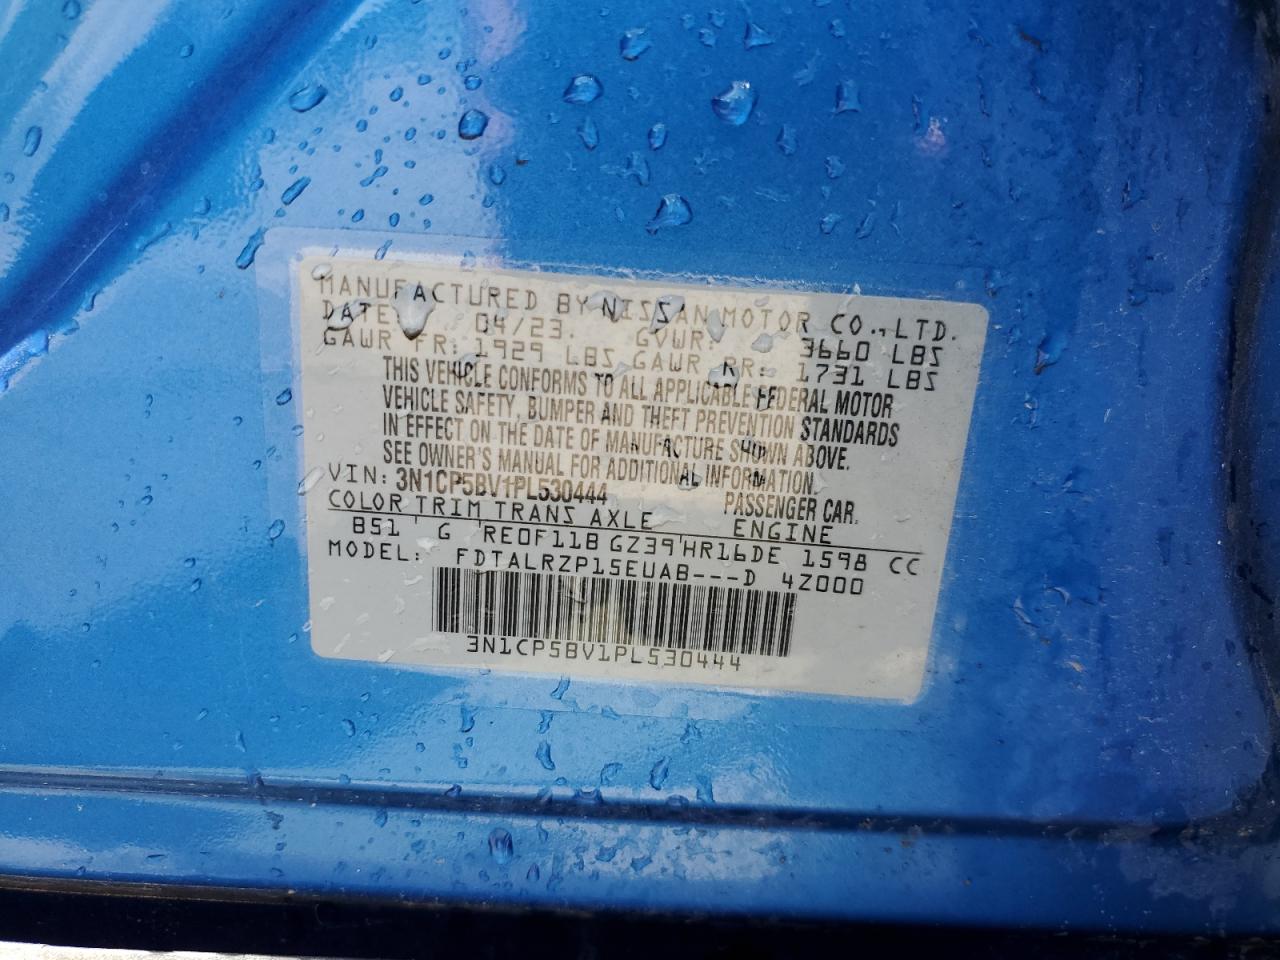 MANUFACTURED BY NISSAN MOTOR CO.,LTD.
DATE: 04/23. GVWR: 3660 LBS
GAWR FR: 1929 LBS GAWR RR: 1731 LBS
THIS VEHICLE CONFORMS TO ALL APPLICABLE FEDERAL MOTOR
VEHICLE SAFETY, BUMPER AND THEFT PREVENTION STANDARDS
IN EFFECT ON THE DATE OF MANUFACTURE SHOWN ABOVE.
SEE OWNER'S MANUAL FOR ADDITIONAL INFORMATION.
VIN: 3N1CP5BV1PL530444 PASSENGER CAR.
COLOR TRIM TRANS AXLE ENGINE
B51 G RE0F11B GZ39 HR16DE 1598 CC
MODEL: FDTALRZP15EUAB---D 4Z000
3N1CP5BV1PL530444